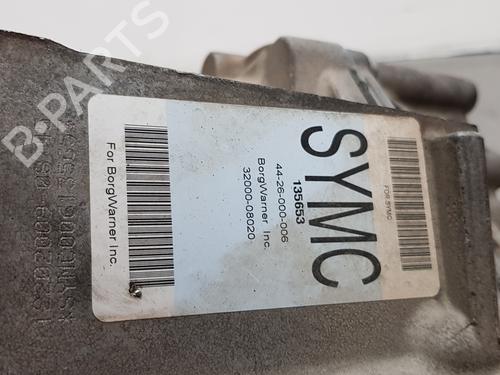 B-PARTS
FOR SYMC
SYMC
135653
44-26-000-006
BorgWarner Inc.
32000-08020
For BorgWarner Inc.